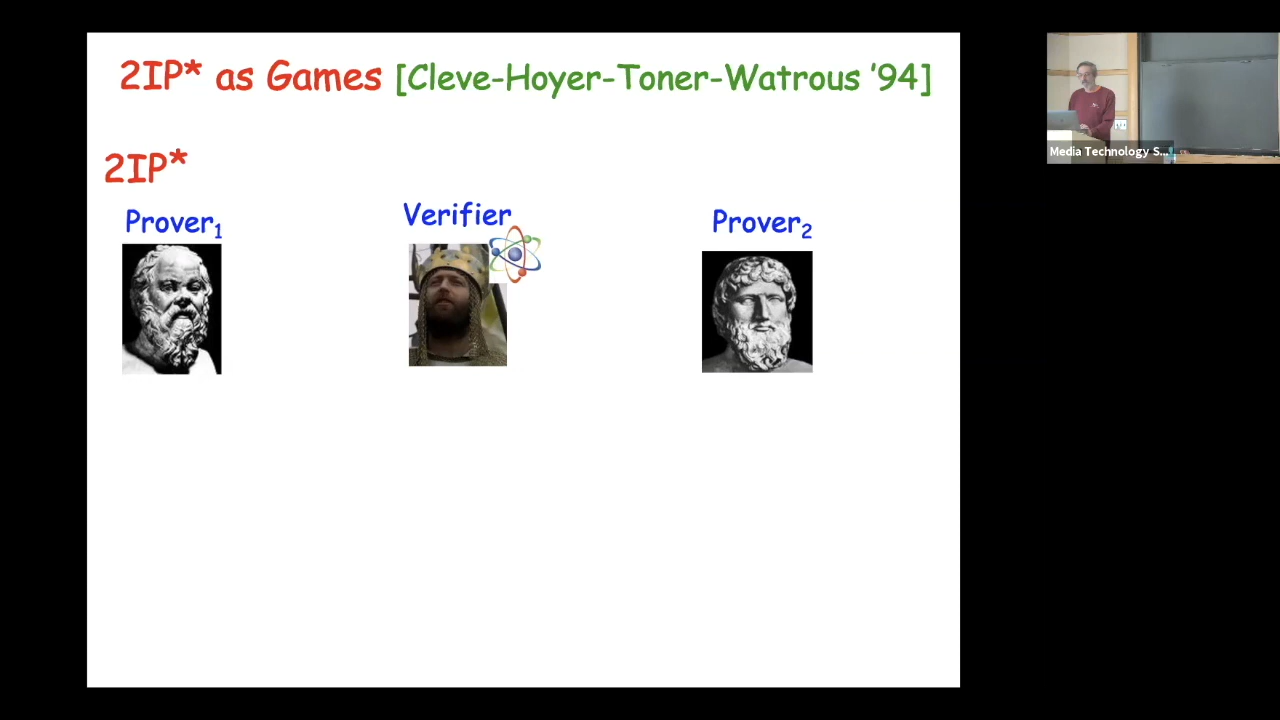 2IP* as Games [Cleve-Hoyer-Toner-Watrous '94]
2IP*
Prover₁
Verifier
Prover₂
Media Technology S...